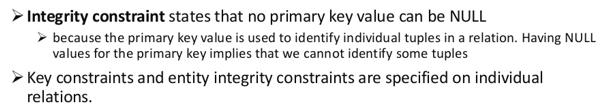 ➢ Integrity constraint states that no primary key value can be NULL
➢ because the primary key value is used to identify individual tuples in a relation. Having NULL
values for the primary key implies that we cannot identify some tuples
➢ Key constraints and entity integrity constraints are specified on individual
relations.